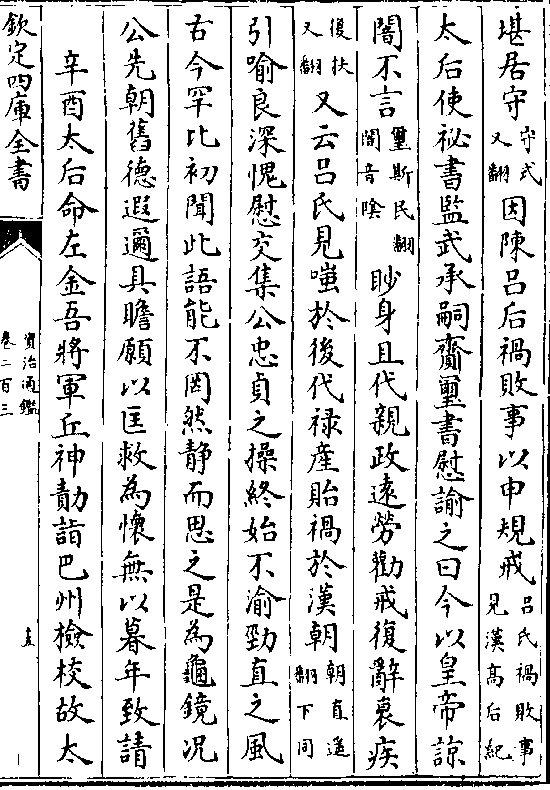 堪居守守式又翻因陳吕后禍敗事以申規戒吕氏禍敗事見漢髙后紀
太后使祕書監武承嗣齎璽書慰諭之曰今以皇帝諒
闇不言璽斯氏翻闇音陰眇身且代親政逺勞勸戒復辭衰疾
復扶又翻又云吕氏見嗤於後代禄産貽禍於漢朝朝直遥翻下同
引喻良深愧慰交集公忠貞之操終始不渝勁直之風
古今罕比初聞此語能不罔然静而思之是為龜鏡况
公先朝舊德遐邇具瞻願以匡救為懷無以暮年致請
辛酉太后命左金吾將軍丘神勣詣巴州檢校故太
欽定四庫全書
資治通鑑
卷二百三